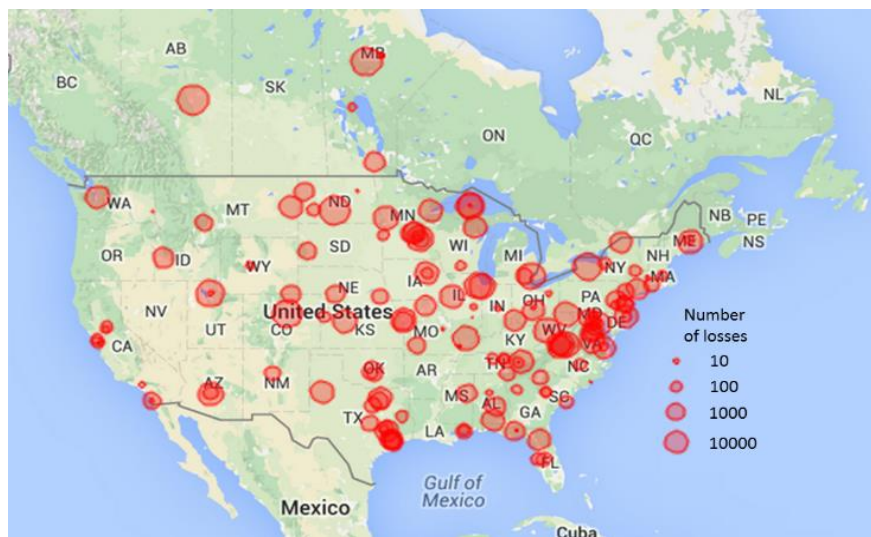 AB
MB
BC
SK
NL
ON
QC
NB
PE
NS
WA
MT
ND
MN
ME
OR
ID
SD
WI
MI
NY
NH
MA
WY
IA
NE
IL
IN
OH
PA
MD
DE
NV
UT
United States
CO
KS
MO
KY
WV
VA
CA
AZ
NM
OK
AR
TN
NC
MS
AL
GA
SC
TX
LA
FL
Gulf of
Mexico
Mexico
Cuba
Number
of losses
10
100
1000
10000